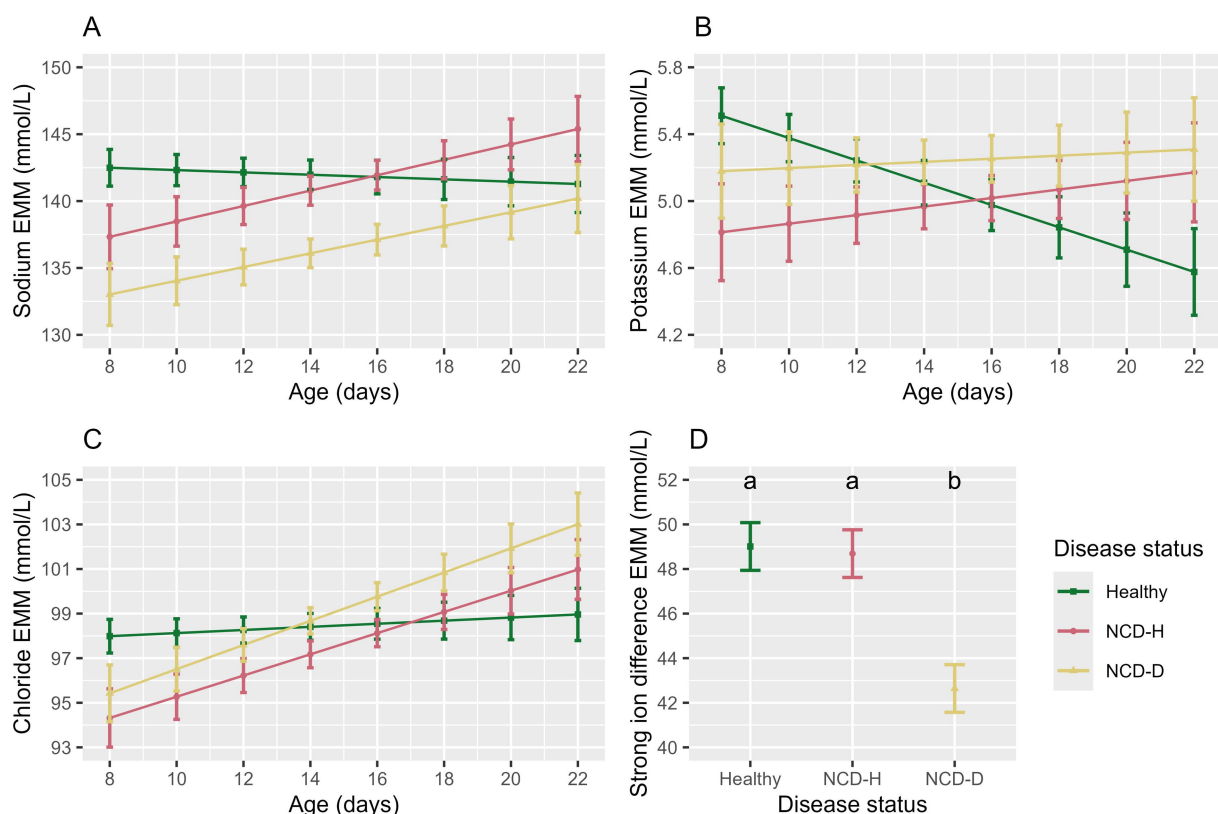 A
Sodium EMM (mmol/L)
150
145
140
135
130
8 10 12 14 16 18 20 22
Age (days)
B
Potassium EMM (mmol/L)
5.8
5.4
5.0
4.6
4.2
8 10 12 14 16 18 20 22
Age (days)
C
Chloride EMM (mmol/L)
105
103
101
99
97
95
93
8 10 12 14 16 18 20 22
Age (days)
D
Strong ion difference EMM (mmol/L)
52
50
48
46
44
42
40
a a b
Healthy NCD-H NCD-D
Disease status
Disease status
Healthy
NCD-H
NCD-D